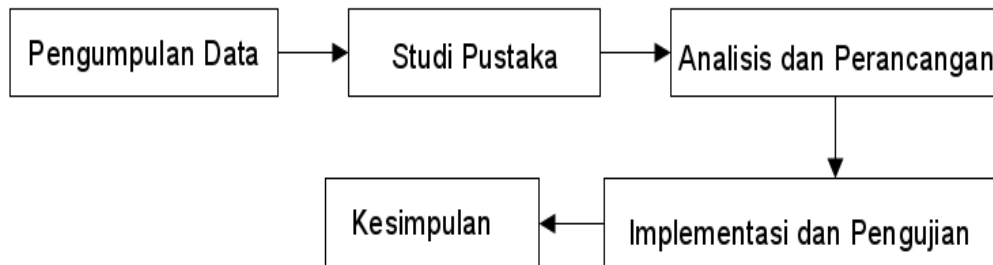 Pengumpulan Data
Studi Pustaka
Analisis dan Perancangan
Implementasi dan Pengujian
Kesimpulan